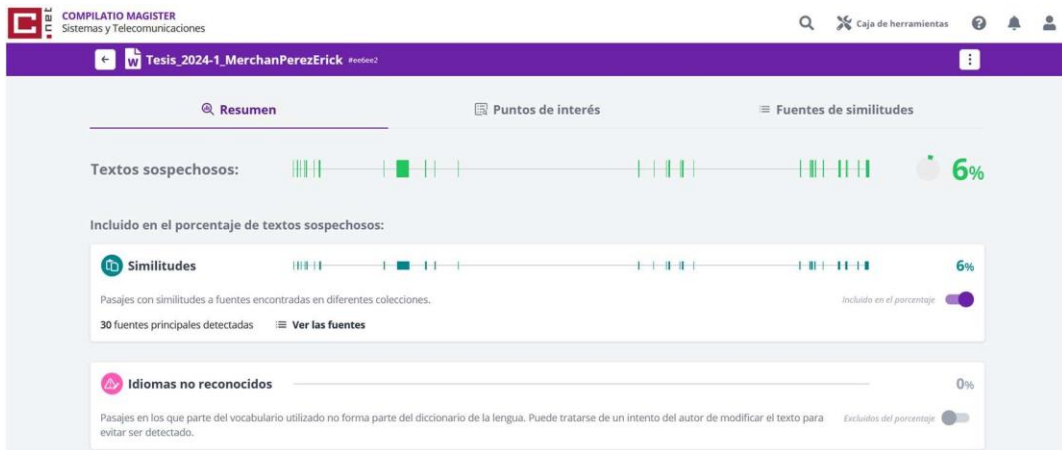 .net
COMPILATIO MAGISTER
Sistemas y Telecomunicaciones
Caja de herramientas
Tesis_2024-1_MerchanPerezErick #ee6ee2
Resumen
Puntos de interés
Fuentes de similitudes
Textos sospechosos:
6%
Incluido en el porcentaje de textos sospechosos:
Similitudes
6%
Pasajes con similitudes a fuentes encontradas en diferentes colecciones.
Incluido en el porcentaje
30 fuentes principales detectadas
Ver las fuentes
Idiomas no reconocidos
0%
Pasajes en los que parte del vocabulario utilizado no forma parte del diccionario de la lengua. Puede tratarse de un intento del autor de modificar el texto para
evitar ser detectado.
Excluidos del porcentaje